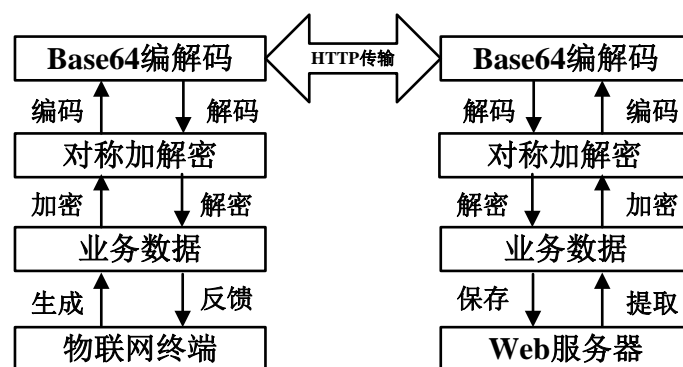 Base64编解码
HTTP传输
Base64编解码
编码
解码
解码
编码
对称加解密
对称加解密
加密
解密
解密
加密
业务数据
业务数据
生成
反馈
保存
提取
物联网终端
Web服务器